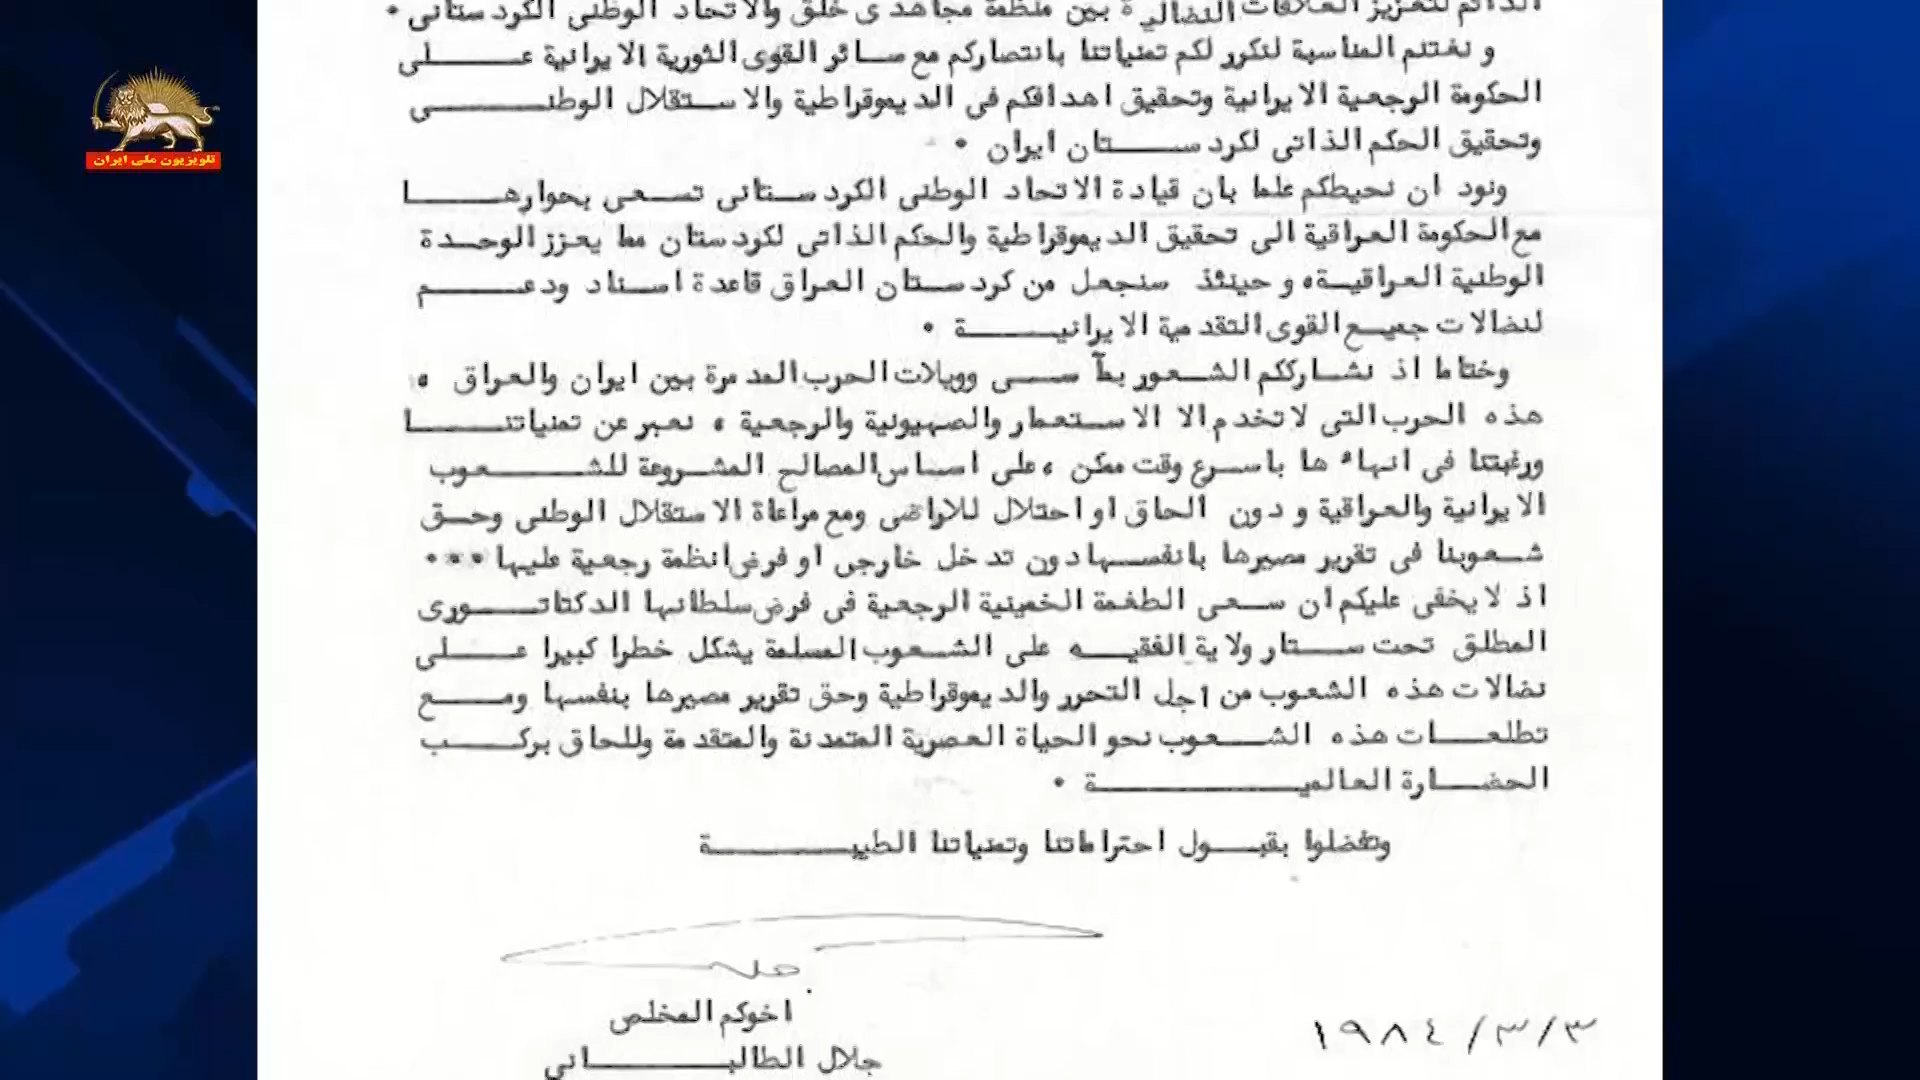 الدائم لتعزيز العلاقات النضالية بين منظمة مجاهدى خلق والاتحاد الوطنى الكردستانى .
و نغتنم المناسبة لنكرر لكم تمنياتنا بانتصاركم مع سائر القوى الثورية الايرانية على
الحكومة الرجعية الايرانية وتحقيق اهدافكم فى الديموقراطية والاستقلال الوطنى
وتحقيق الحكم الذاتى لكردستان ايران .
ونود ان نحيطكم علما بان قيادة الاتحاد الوطنى الكردستانى تسعى بحوارها
مع الحكومة العراقية الى تحقيق الديموقراطية والحكم الذاتى لكردستان مما يعزز الوحدة
الوطنية العراقية، و حينئذ سنجعل من كردستان العراق قاعدة اسناد ودعم
لنضالات جميع القوى التقدمية الايرانية .
وختاما اذ نشارككم الشعور بمآسى وويلات الحرب المدمرة بين ايران والعراق ،
هذه الحرب التى لاتخدم الا الاستعمار والصهيونية والرجعية ، نعبر عن تمنياتنا
ورغبتنا فى انهاءها باسرع وقت ممكن ، على اساس المصالح المشروعة للشعوب
الايرانية والعراقية و دون الحاق او احتلال للاراضى ومع مراعاة الاستقلال الوطنى وحق
شعوبنا فى تقرير مصيرها بانفسها دون تدخل خارجى او فرض انظمة رجعية عليها ...
اذ لايخفى عليكم ان سعى الطغمة الخمينية الرجعية فى فرض سلطانها الدكتاتورى
المطلق تحت ستار ولاية الفقيه على الشعوب المسلمة يشكل خطرا كبيرا على
نضالات هذه الشعوب من اجل التحرر والديموقراطية وحق تقرير مصيرها بنفسها ومع
تطلعات هذه الشعوب نحو الحياة العصرية المتمدنة والمتقدمة وللحاق بركب
الحضارة العالمية .
وتفضلوا بقبول احتراماتنا وتمنياتنا الطيبة
اخوكم المخلص
جلال الطالبانى
١٩٨٤/٣/٣
تلویزیون ملی ایران